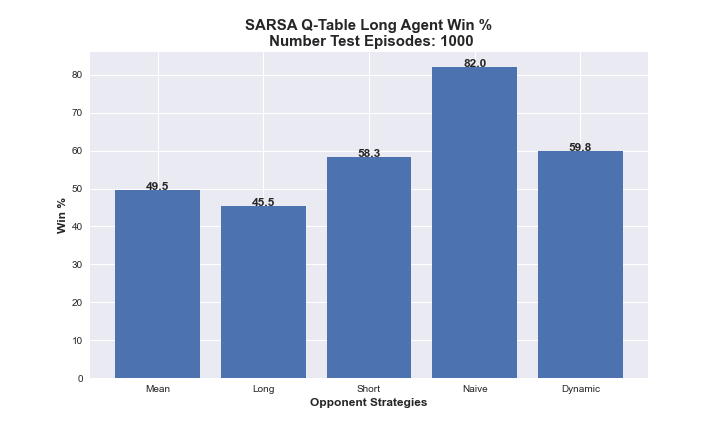 SARSA Q-Table Long Agent Win %
Number Test Episodes: 1000
Win %
80
70
60
50
40
30
20
10
0
49.5
45.5
58.3
82.0
59.8
Mean
Long
Short
Naive
Dynamic
Opponent Strategies